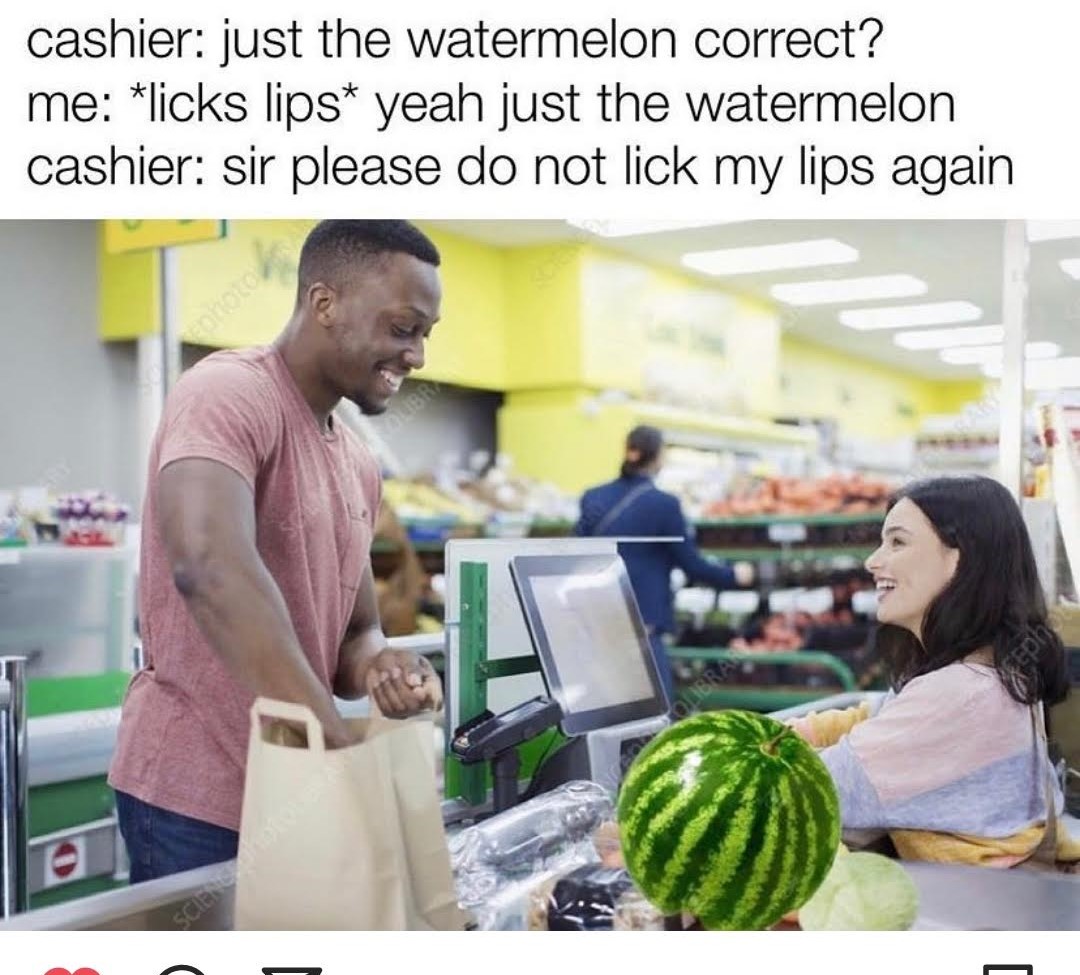 cashier: just the watermelon correct?
me: *licks lips* yeah just the watermelon
cashier: sir please do not lick my lips again